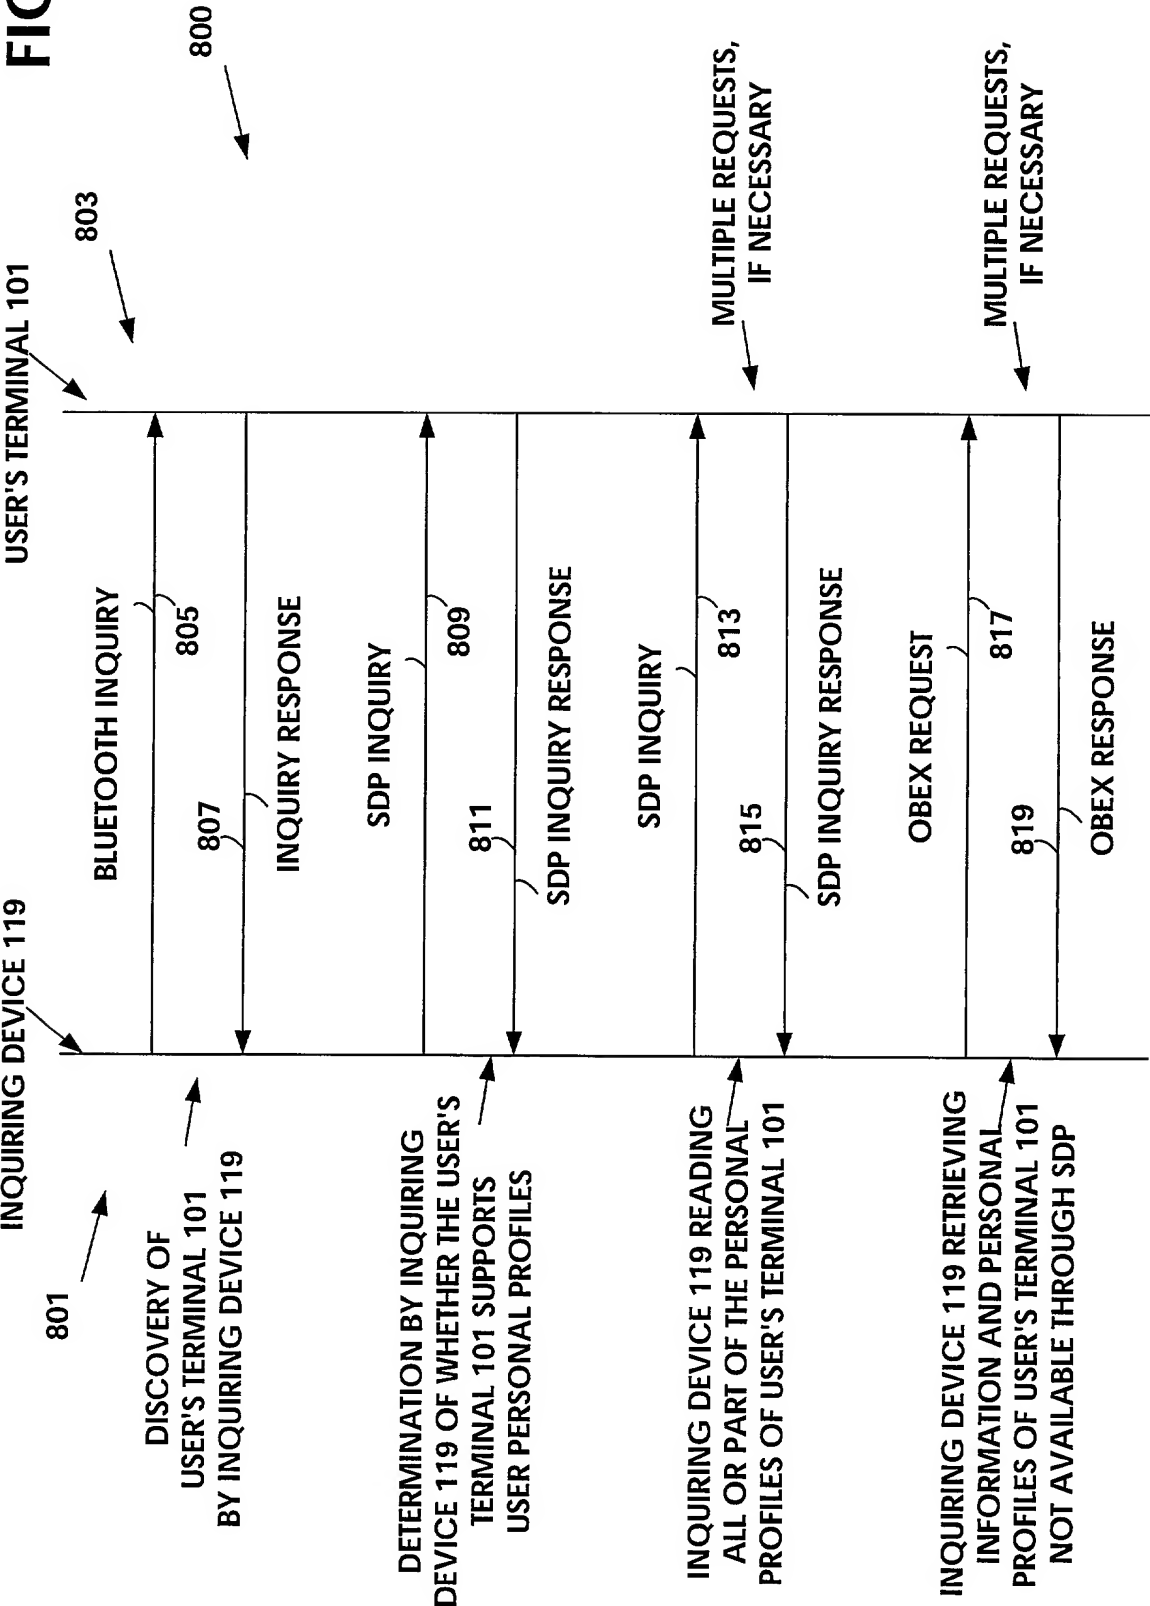 FIG
800
INQUIRING DEVICE 119
USER'S TERMINAL 101
801
803
DISCOVERY OF
USER'S TERMINAL 101
BY INQUIRING DEVICE 119
BLUETOOTH INQUIRY
805
807
INQUIRY RESPONSE
DETERMINATION BY INQUIRING
DEVICE 119 OF WHETHER THE USER'S
TERMINAL 101 SUPPORTS
USER PERSONAL PROFILES
SDP INQUIRY
809
811
SDP INQUIRY RESPONSE
INQUIRING DEVICE 119 READING
ALL OR PART OF THE PERSONAL
PROFILES OF USER'S TERMINAL 101
SDP INQUIRY
813
815
SDP INQUIRY RESPONSE
MULTIPLE REQUESTS,
IF NECESSARY
INQUIRING DEVICE 119 RETRIEVING
INFORMATION AND PERSONAL
PROFILES OF USER'S TERMINAL 101
NOT AVAILABLE THROUGH SDP
OBEX REQUEST
817
819
OBEX RESPONSE
MULTIPLE REQUESTS,
IF NECESSARY